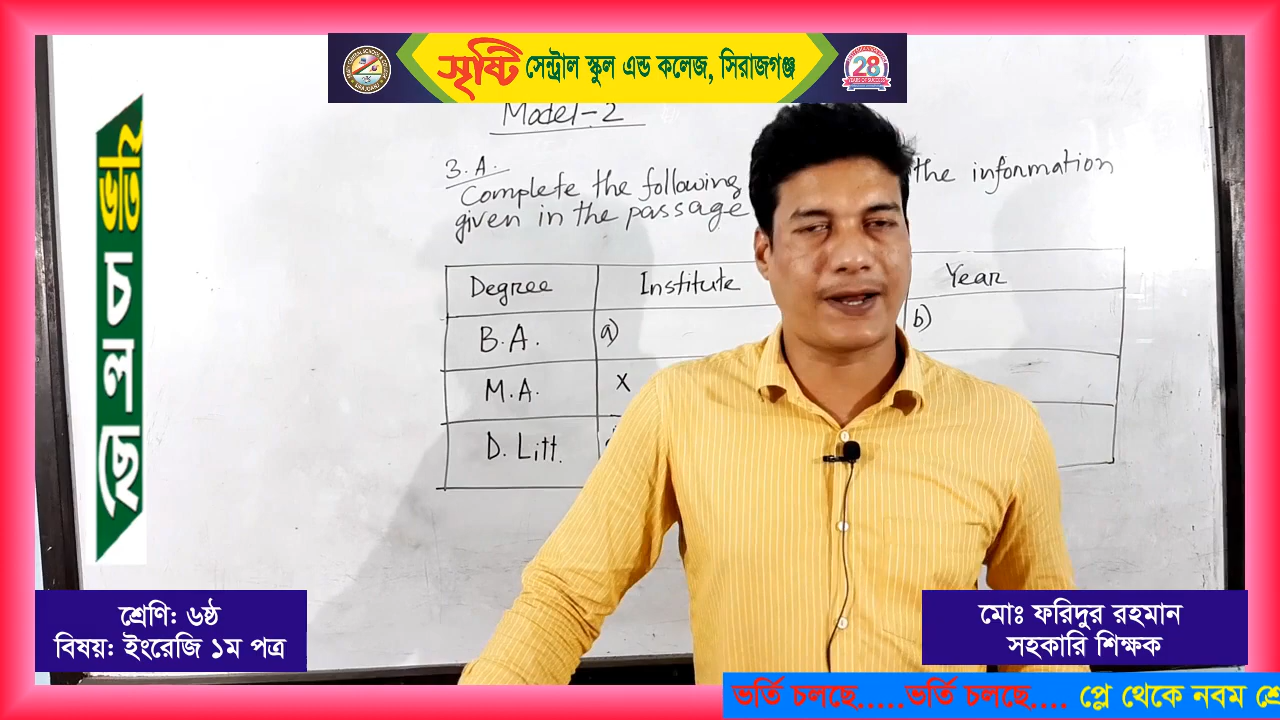 সৃষ্টি সেন্ট্রাল স্কুল এন্ড কলেজ, সিরাজগঞ্জ
28
Model-2
3. A.
Complete the following the information
given in the passage
Degree Institute Year
B.A. a) b)
M.A. x
D. Litt.
ভর্তি চলছে
শ্রেণি: ৬ষ্ঠ
বিষয়: ইংরেজি ১ম পত্র
মোঃ ফরিদুর রহমান
সহকারি শিক্ষক
ভর্তি চলছে.....ভর্তি চলছে.... প্লে থেকে নবম